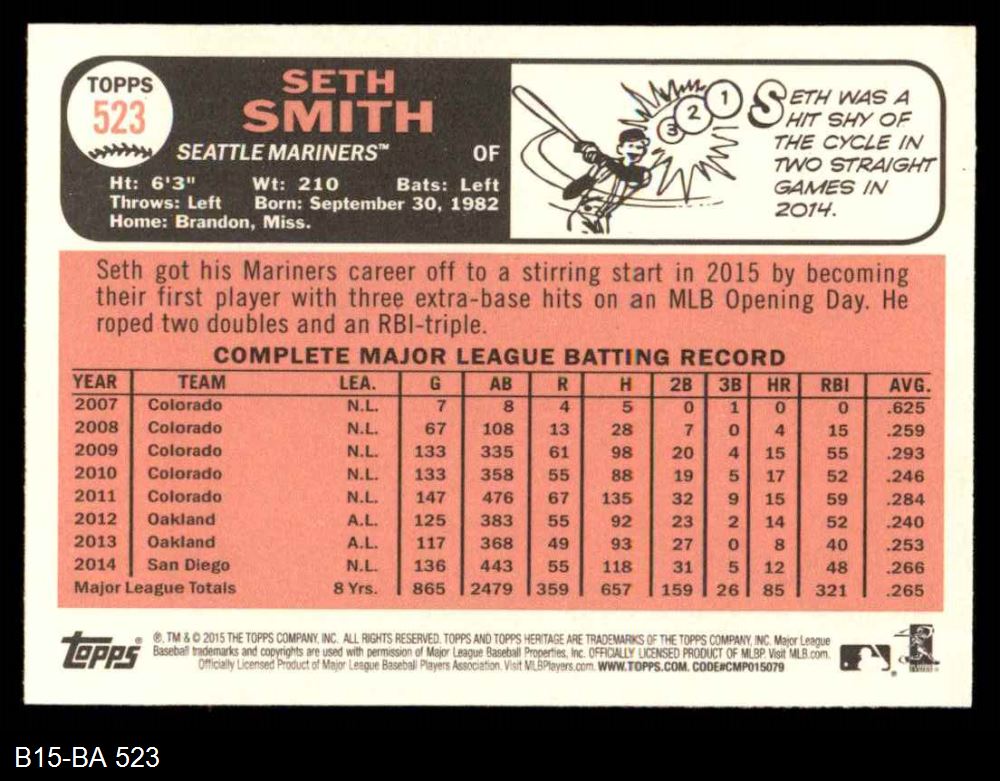 TOPPS
523
SETH
SMITH
SEATTLE MARINERS™ OF
Ht: 6'3" Wt: 210 Bats: Left
Throws: Left Born: September 30, 1982
Home: Brandon, Miss.
3 2 1
SETH WAS A
HIT SHY OF
THE CYCLE IN
TWO STRAIGHT
GAMES IN
2014.
Seth got his Mariners career off to a stirring start in 2015 by becoming
their first player with three extra-base hits on an MLB Opening Day. He
roped two doubles and an RBI-triple.
COMPLETE MAJOR LEAGUE BATTING RECORD
YEAR TEAM LEA. G AB R H 2B 3B HR RBI AVG.
2007 Colorado N.L. 7 8 4 5 0 1 0 0 .625
2008 Colorado N.L. 67 108 13 28 7 0 4 15 .259
2009 Colorado N.L. 133 335 61 98 20 4 15 55 .293
2010 Colorado N.L. 133 358 55 88 19 5 17 52 .246
2011 Colorado N.L. 147 476 67 135 32 9 15 59 .284
2012 Oakland A.L. 125 383 55 92 23 2 14 52 .240
2013 Oakland A.L. 117 368 49 93 27 0 8 40 .253
2014 San Diego N.L. 136 443 55 118 31 5 12 48 .266
Major League Totals 8 Yrs. 865 2479 359 657 159 26 85 321 .265
Topps ®
®, TM & © 2015 THE TOPPS COMPANY, INC. ALL RIGHTS RESERVED. TOPPS AND TOPPS HERITAGE ARE TRADEMARKS OF THE TOPPS COMPANY, INC. Major League
Baseball trademarks and copyrights are used with permission of Major League Baseball Properties, Inc. OFFICIALLY LICENSED PRODUCT OF MLBP. Visit MLB.com.
Officially Licensed Product of Major League Baseball Players Association. Visit MLBPlayers.com. WWW.TOPPS.COM. CODE#CMP015079
B15-BA 523